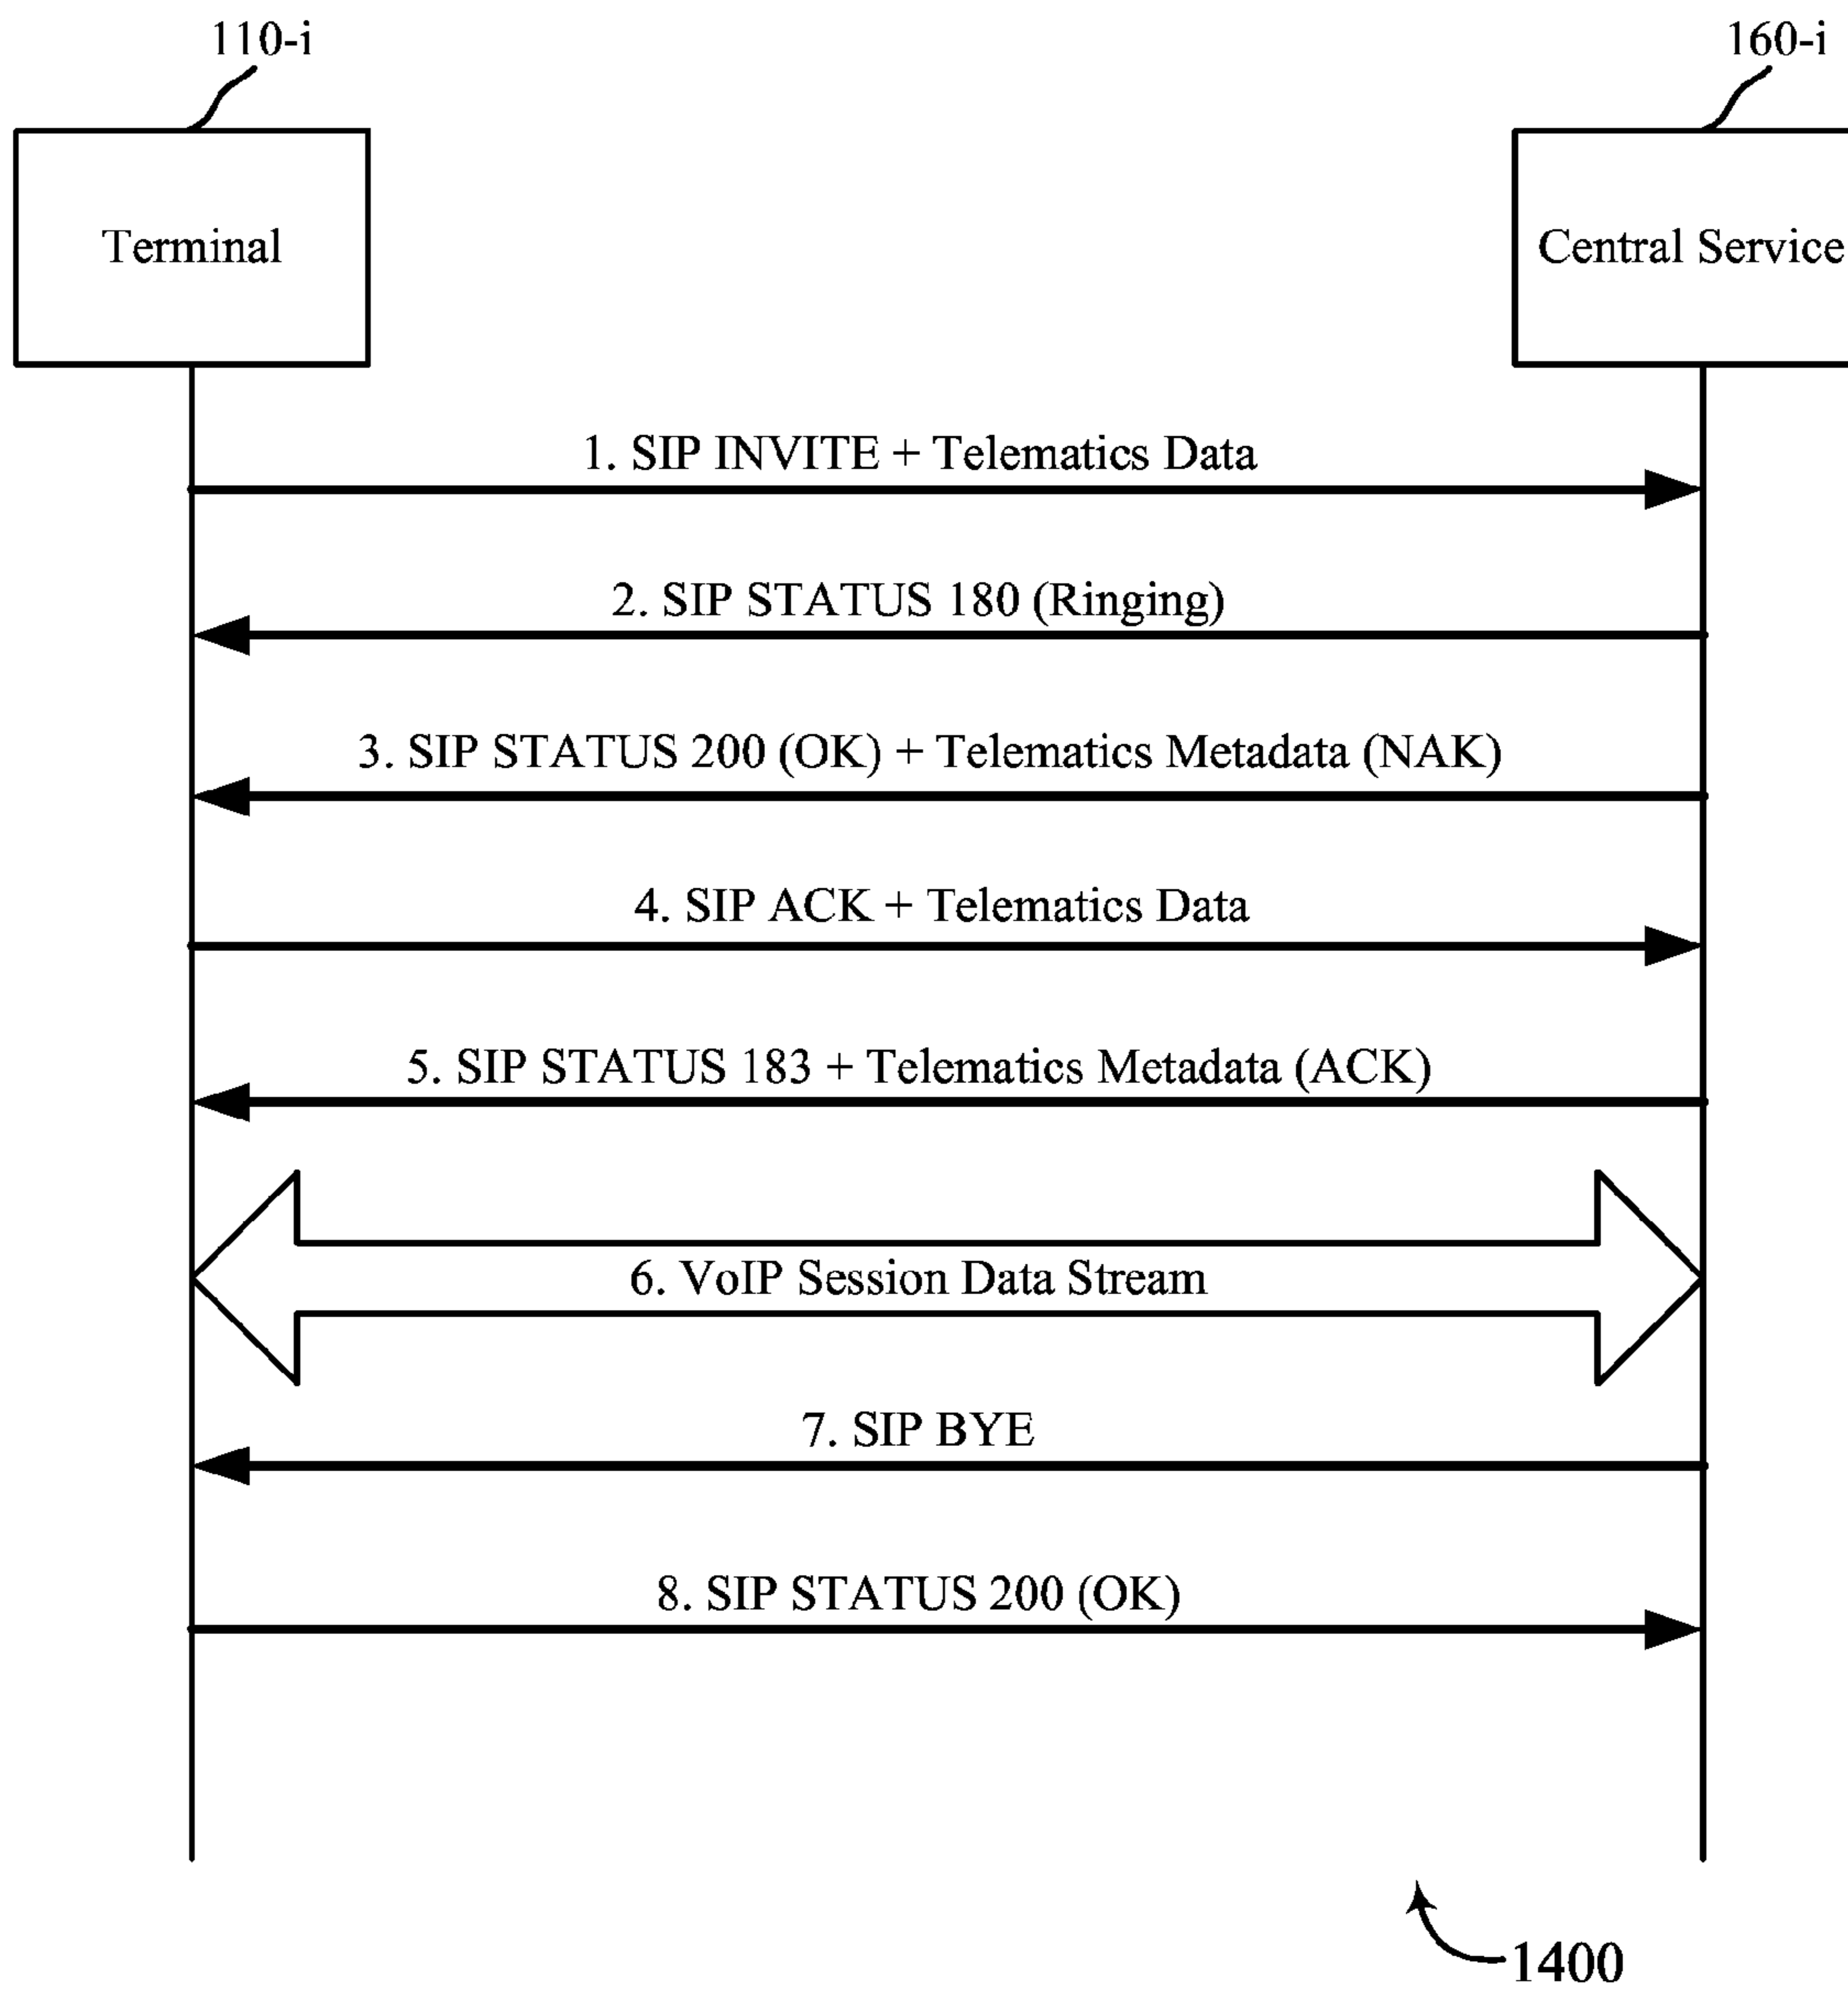 110-i
160-i
Terminal
Central Service
1. SIP INVITE + Telematics Data
2. SIP STATUS 180 (Ringing)
3. SIP STATUS 200 (OK) + Telematics Metadata (NAK)
4. SIP ACK + Telematics Data
5. SIP STATUS 183 + Telematics Metadata (ACK)
6. VoIP Session Data Stream
7. SIP BYE
8. SIP STATUS 200 (OK)
1400